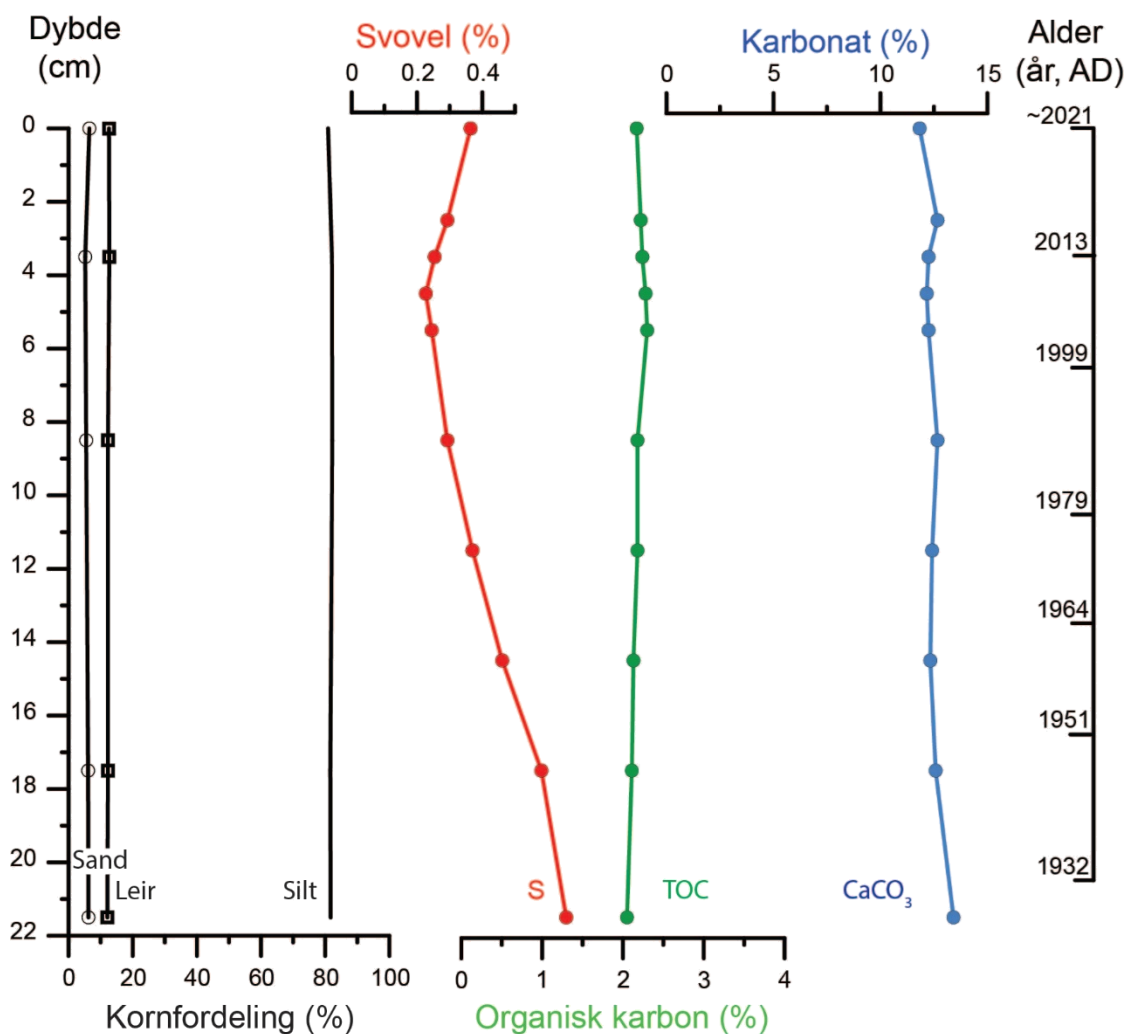 Dybde
(cm)
Svovel (%)
0 0.2 0.4
Karbonat (%)
0 5 10 15
Alder
(år, AD)
0
2
4
6
8
10
12
14
16
18
20
22
~2021
2013
1999
1979
1964
1951
1932
Sand
Leir
Silt
S
TOC
CaCO₃
0 20 40 60 80 100
Kornfordeling (%)
0 1 2 3 4
Organisk karbon (%)